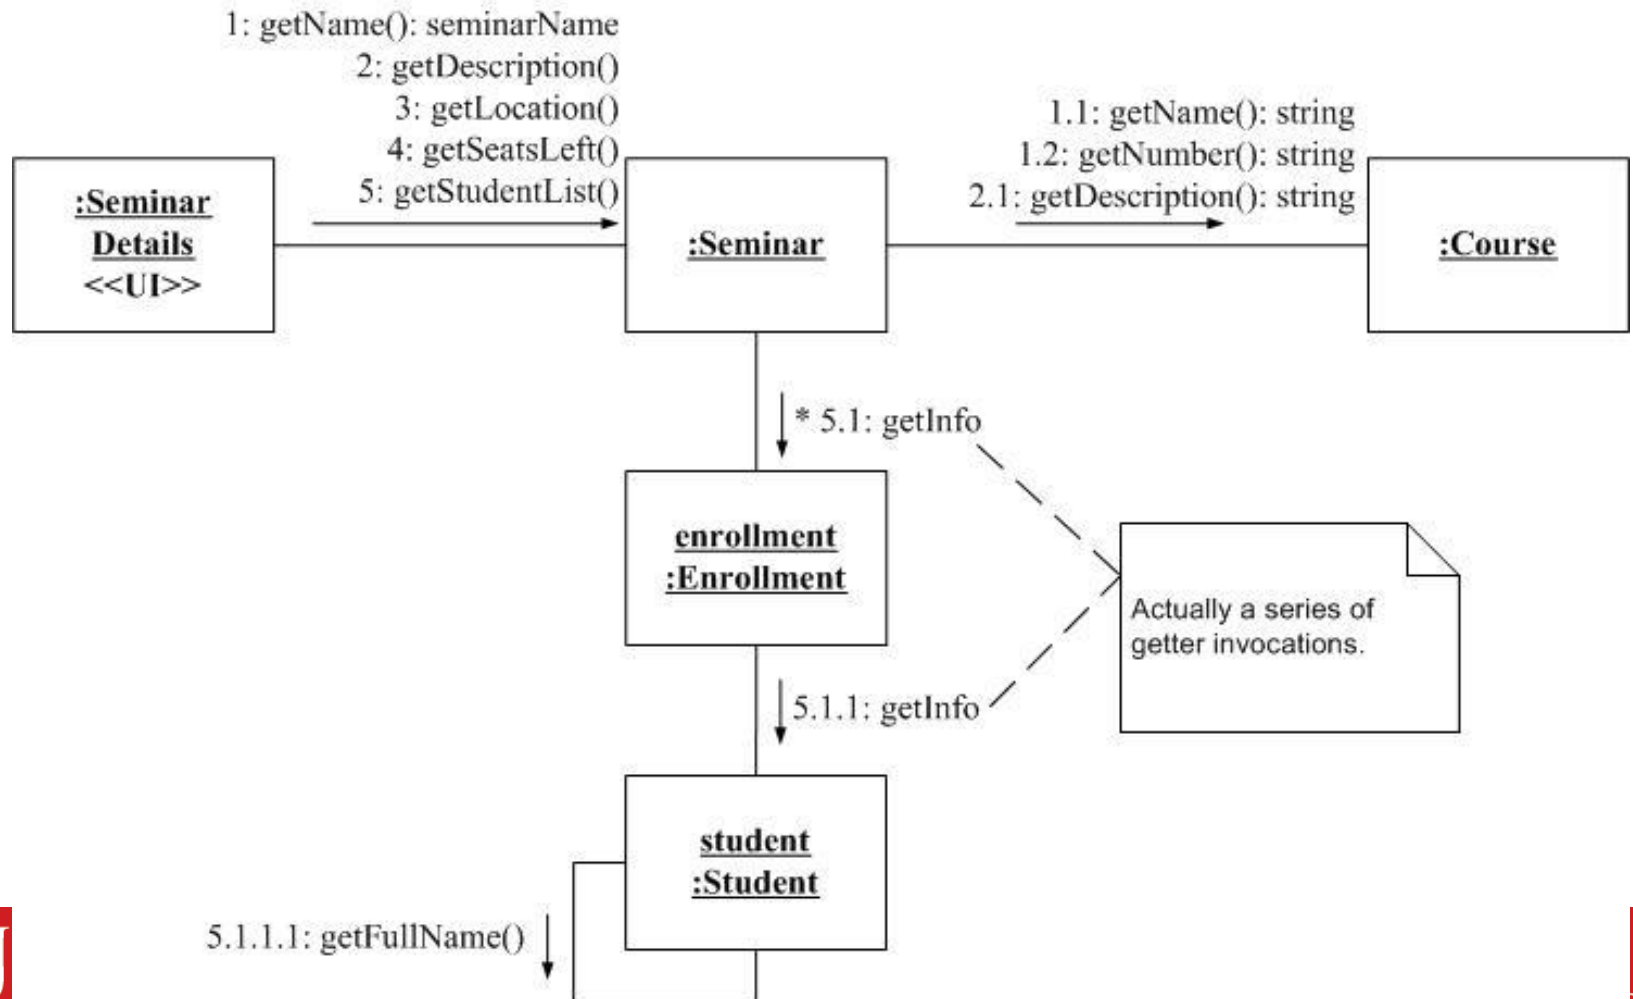 1: getName(): seminarName
2: getDescription()
3: getLocation()
4: getSeatsLeft()
5: getStudentList()
1.1: getName(): string
1.2: getNumber(): string
2.1: getDescription(): string
:Seminar
Details
<<UI>>
:Seminar
:Course
* 5.1: getInfo
enrollment
:Enrollment
Actually a series of
getter invocations.
5.1.1: getInfo
student
:Student
5.1.1.1: getFullName()